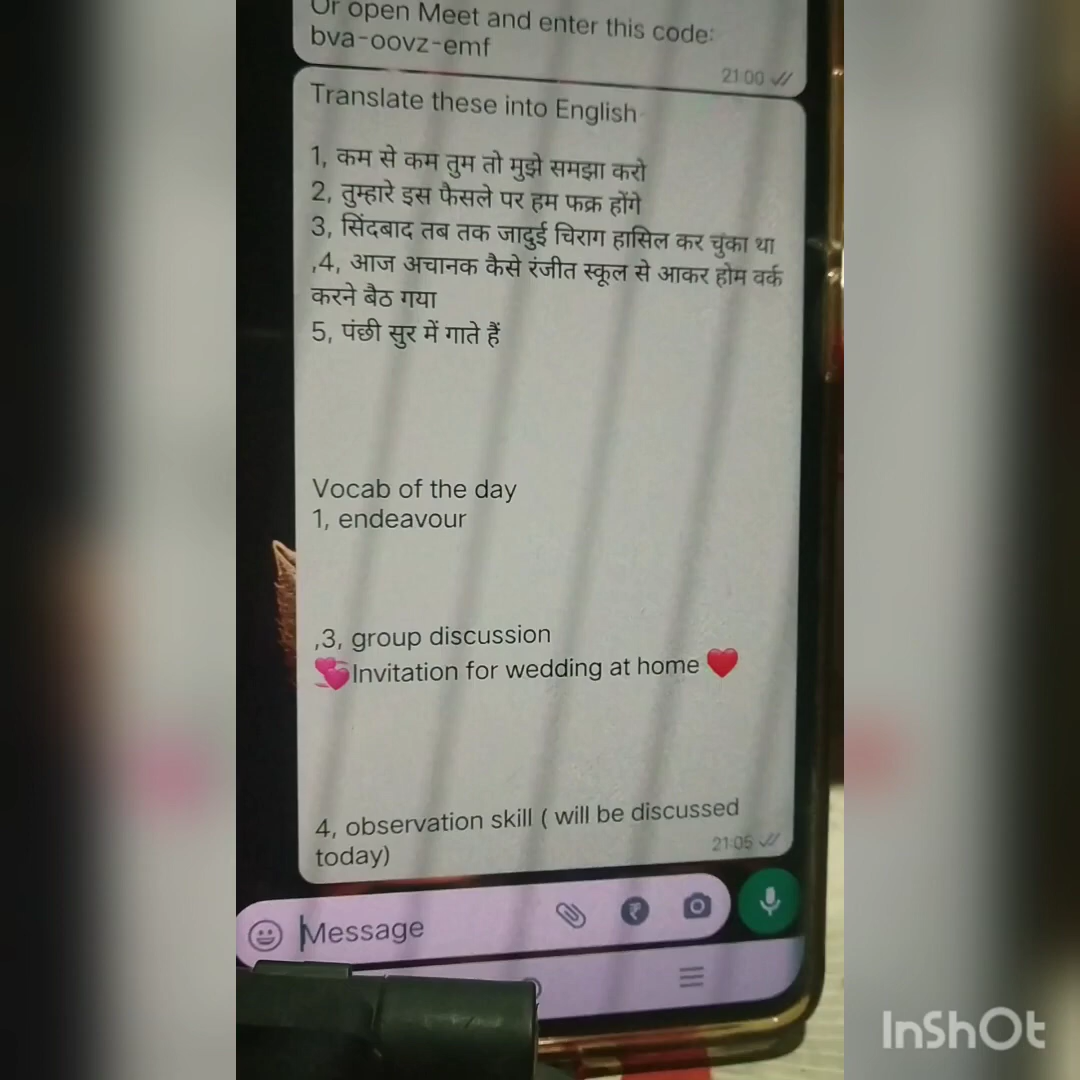 Or open Meet and enter this code:
bva-oovz-emf
21:00
Translate these into English
1, कम से कम तुम तो मुझे समझा करो
2, तुम्हारे इस फैसले पर हम फक्र होंगे
3, सिंदबाद तब तक जादुई चिराग हासिल कर चुका था
,4, आज अचानक कैसे रंजीत स्कूल से आकर होम वर्क
करने बैठ गया
5, पंछी सुर में गाते हैं
Vocab of the day
1, endeavour
,3, group discussion
💞Invitation for wedding at home ❤️
4, observation skill ( will be discussed
today)
21:05
Message
InShOt